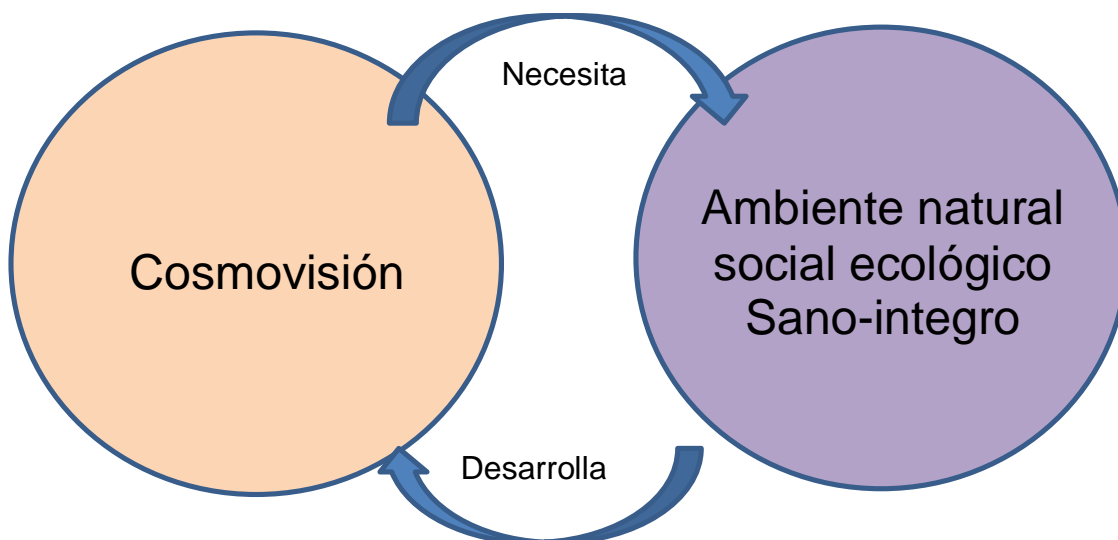 Necesita
Cosmovisión
Ambiente natural
social ecológico
Sano-integro
Desarrolla